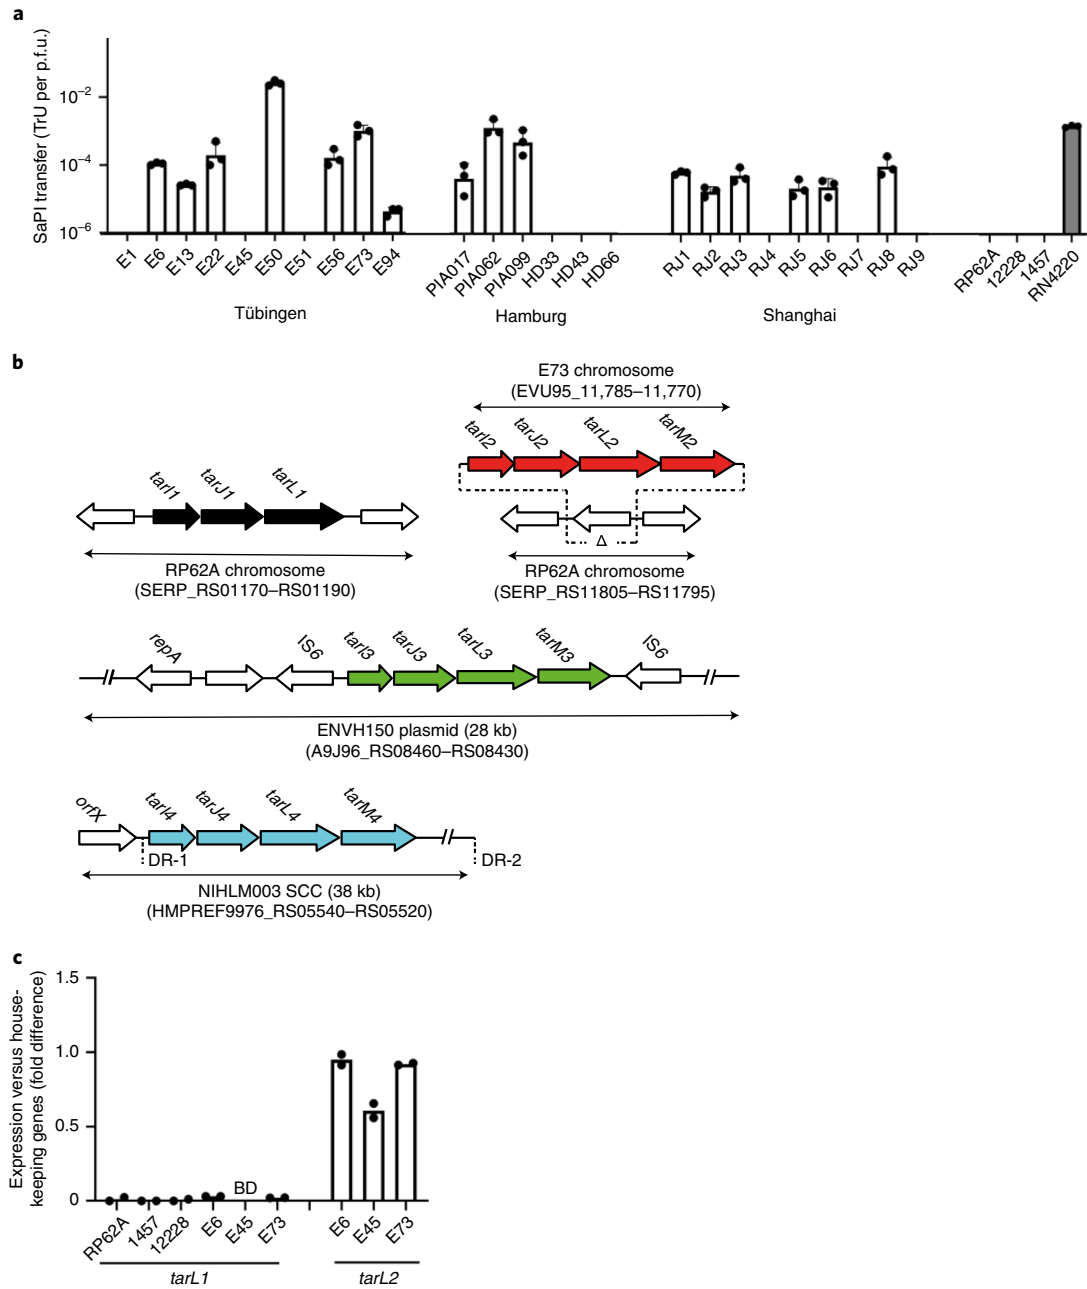 a
SaPI transfer (TrU per p.f.u.)
10⁻²
10⁻⁴
10⁻⁶
E1 E6 E13 E22 E45 E50 E51 E56 E73 E94
PIA017 PIA062 PIA099 HD33 HD43 HD66
RJ1 RJ2 RJ3 RJ4 RJ5 RJ6 RJ7 RJ8 RJ9
RP62A 12228 1457 RN4220
Tübingen Hamburg Shanghai
b
E73 chromosome
(EVU95_11,785–11,770)
tarI2 tarJ2 tarL2 tarM2
tarI1 tarJ1 tarL1
Δ
RP62A chromosome
(SERP_RS01170–RS01190)
RP62A chromosome
(SERP_RS11805–RS11795)
repA IS6 tarI3 tarJ3 tarL3 tarM3 IS6
ENVH150 plasmid (28 kb)
(A9J96_RS08460–RS08430)
orfX tarI4 tarJ4 tarL4 tarM4
DR-1 DR-2
NIHLM003 SCC (38 kb)
(HMPREF9976_RS05540–RS05520)
c
Expression versus house-
keeping genes (fold difference)
1.5
1.0
0.5
0
BD
RP62A 1457 12228 E6 E45 E73 E6 E45 E73
tarL1 tarL2